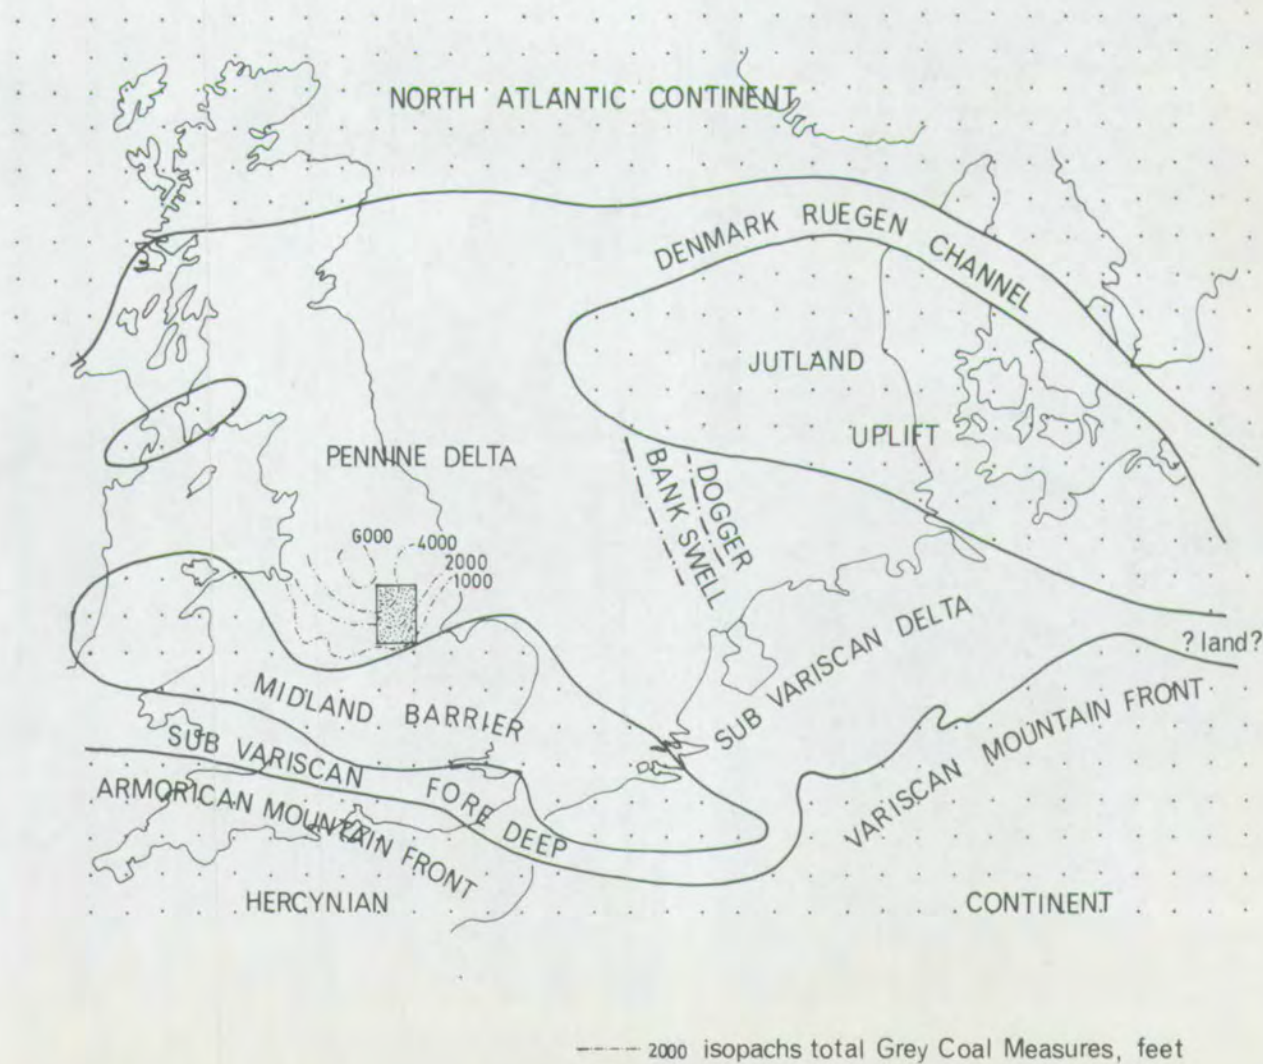 NORTH ATLANTIC CONTINENT
DENMARK RUEGEN CHANNEL
JUTLAND
UPLIFT
PENNINE DELTA
DOGGER
BANK SWELL
6000
4000
2000
1000
SUB VARISCAN DELTA
? land?
MIDLAND BARRIER
SUB VARISCAN FORE DEEP
VARISCAN MOUNTAIN FRONT
ARMORICAN MOUNTAIN FRONT
HERCYNIAN CONTINENT
2000 isopachs total Grey Coal Measures, feet